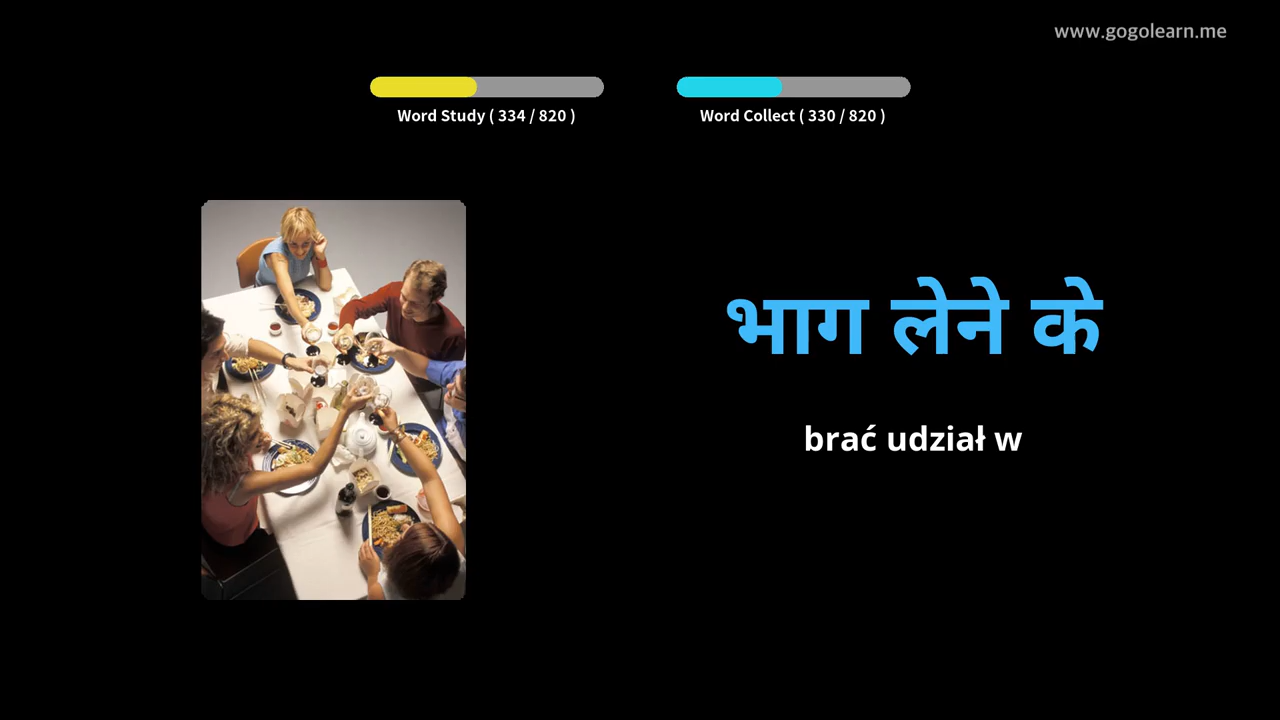 www.gogolearn.me
Word Study ( 334 / 820 )
Word Collect ( 330 / 820 )
भाग लेने के
brać udział w